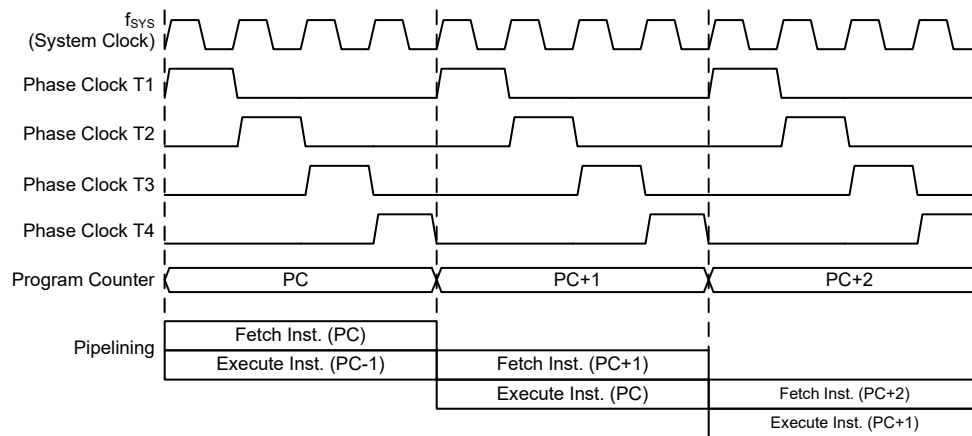 fSYS
(System Clock)
Phase Clock T1
Phase Clock T2
Phase Clock T3
Phase Clock T4
Program Counter PC PC+1 PC+2
Pipelining
Fetch Inst. (PC)
Execute Inst. (PC-1) Fetch Inst. (PC+1)
Execute Inst. (PC) Fetch Inst. (PC+2)
Execute Inst. (PC+1)